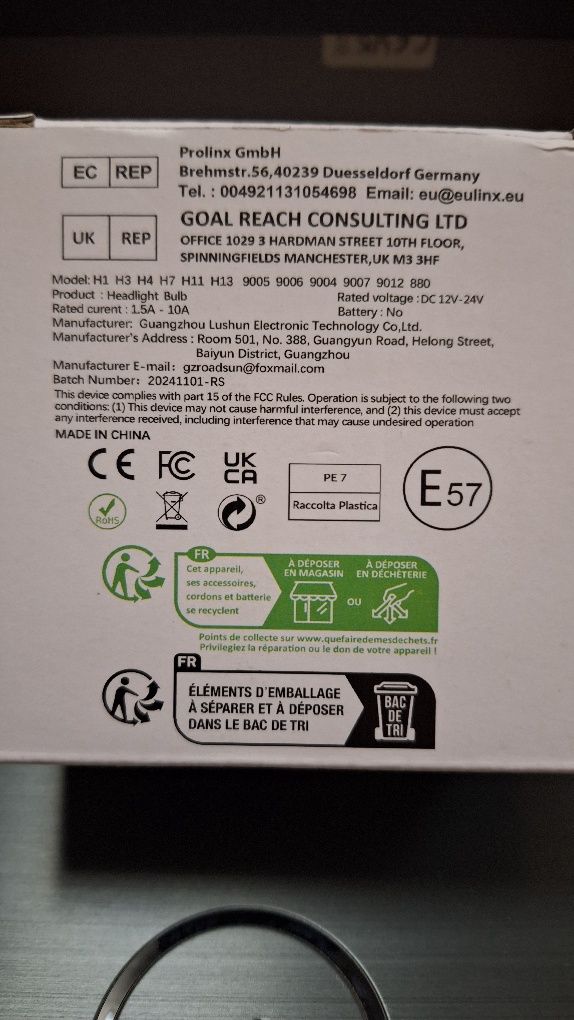 EC REP
Prolinx GmbH
Brehmstr.56,40239 Duesseldorf Germany
Tel. : 004921131054698 Email: eu@eulinx.eu
UK REP
GOAL REACH CONSULTING LTD
OFFICE 1029 3 HARDMAN STREET 10TH FLOOR,
SPINNINGFIELDS MANCHESTER,UK M3 3HF
Model: H1 H3 H4 H7 H11 H13 9005 9006 9004 9007 9012 880
Product : Headlight Bulb Rated voltage : DC 12V-24V
Rated curent : 1.5A - 10A Battery : No
Manufacturer: Guangzhou Lushun Electronic Technology Co,Ltd.
Manufacturer's Address : Room 501, No. 388, Guangyun Road, Helong Street,
Baiyun District, Guangzhou
Manufacturer E-mail: gzroadsun@foxmail.com
Batch Number: 20241101-RS
This device complies with part 15 of the FCC Rules. Operation is subject to the following two
conditions: (1) This device may not cause harmful interference, and (2) this device must accept
any interference received, including interference that may cause undesired operation
MADE IN CHINA
CE FC UK
CA
PE 7
Raccolta Plastica
E57
RoHS
®
FR
Cet appareil,
ses accessoires,
cordons et batterie
se recyclent
À DÉPOSER
EN MAGASIN
OU
À DÉPOSER
EN DÉCHÈTERIE
Points de collecte sur www.quefairedemesdechets.fr
Privilegiez la réparation ou le don de votre appareil !
FR
ÉLÉMENTS D'EMBALLAGE
À SÉPARER ET À DÉPOSER
DANS LE BAC DE TRI
BAC
DE
TRI